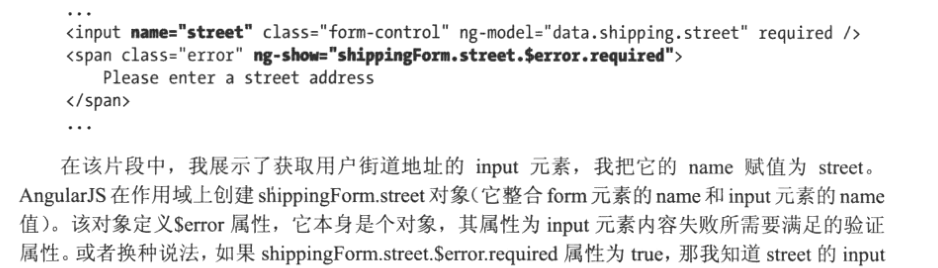 ...
<input name="street" class="form-control" ng-model="data.shipping.street" required />
<span class="error" ng-show="shippingForm.street.$error.required">
Please enter a street address
</span>
...
在该片段中，我展示了获取用户街道地址的 input 元素，我把它的 name 赋值为 street。
AngularJS 在作用域上创建 shippingForm.street 对象（它整合 form 元素的 name 和 input 元素的 name
值）。该对象定义$error 属性，它本身是个对象，其属性为 input 元素内容失败所需要满足的验证
属性。或者换种说法，如果 shippingForm.street.$error.required 属性为 true，那我知道 street 的 input